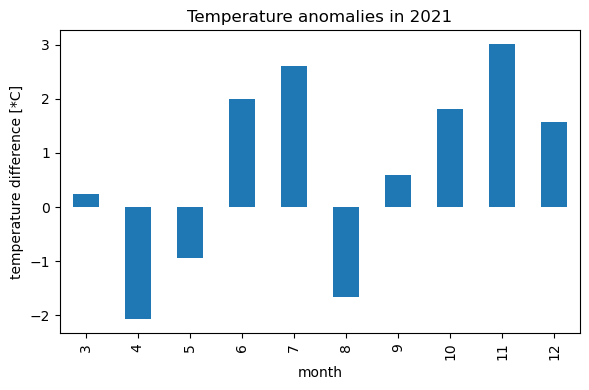 Temperature anomalies in 2021
temperature difference [*C]
3
2
1
0
−1
−2
3 4 5 6 7 8 9 10 11 12
month